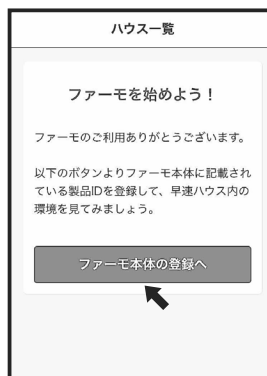 ハウス一覧
ファーモを始めよう！
ファーモのご利用ありがとうございます。
以下のボタンよりファーモ本体に記載され
ている製品IDを登録して、早速ハウス内の
環境を見てみましょう。
ファーモ本体の登録へ